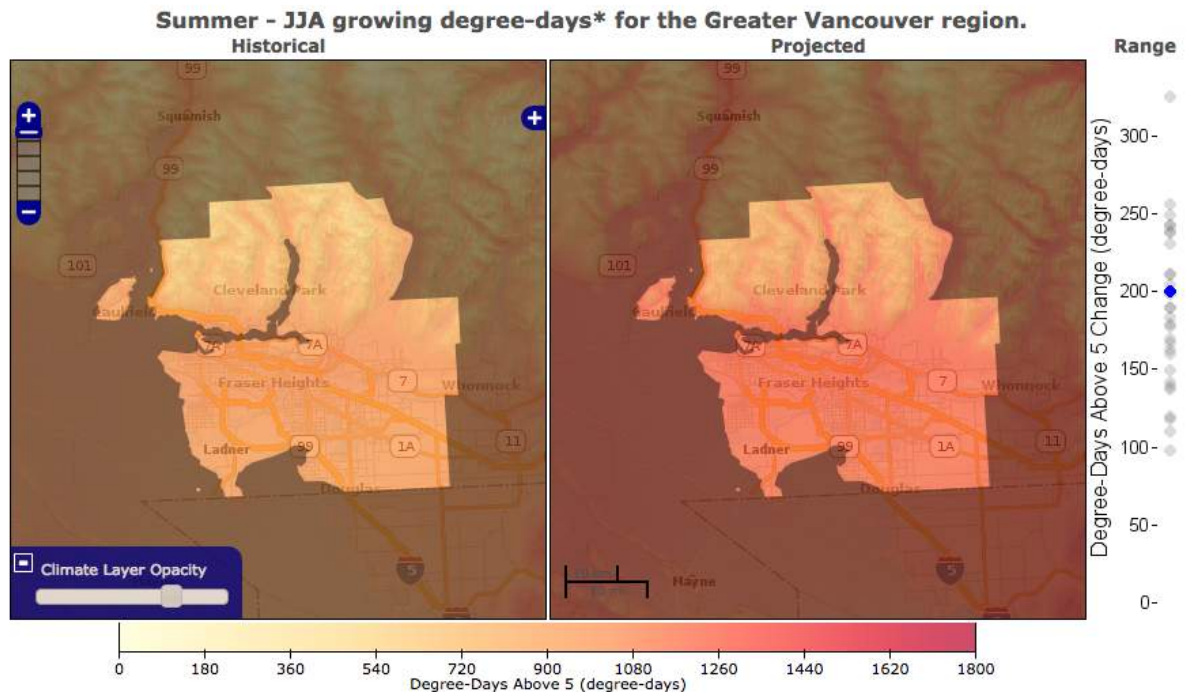 Summer - JJA growing degree-days* for the Greater Vancouver region.
Historical
Projected
Range
99
Squamish
99
101
Cleveland Park
7A
7A
Fraser Heights
7
Whonnock
Ladner
99
1A
11
Douglas
5
+
−
+
Climate Layer Opacity
99
Squamish
99
101
Cleveland Park
7A
7A
Fraser Heights
7
Whonnock
Ladner
99
1A
11
Douglas
5
Hayne
Degree-Days Above 5 Change (degree-days)
300-
250-
200-
150-
100-
50-
0-
0 180 360 540 720 900 1080 1260 1440 1620 1800
Degree-Days Above 5 (degree-days)